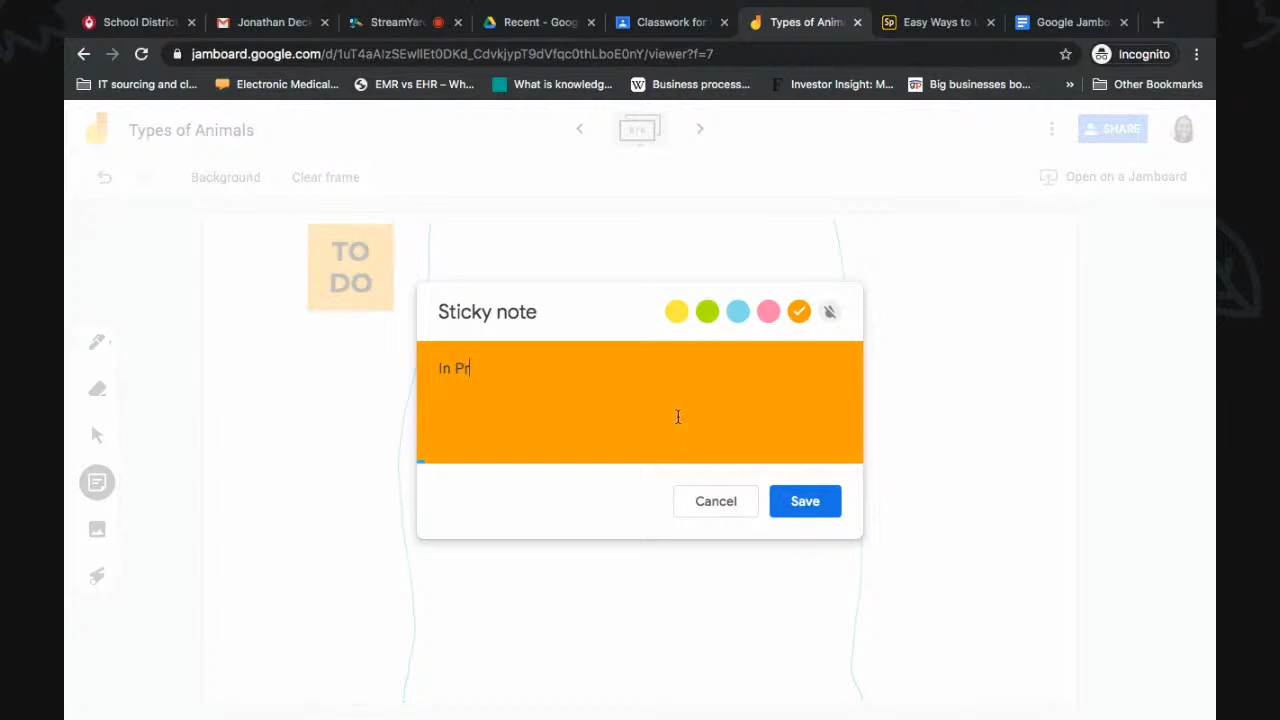 School District
Jonathan Deck
StreamYard
Restart - Goog
Classwork for
Types of Anim
Easy Ways to
Google Jambo
jamboard.google.com/d/1uT4aAlzSEwlIEt0DKd_CdvkjypT9dVfqc0thLboE0nY/viewer?f=7
Incognito
IT sourcing and cl...
Electronic Medical...
EMR vs EHR – Wh...
What is knowledg...
Business process...
Investor Insight: M...
Big businesses bo...
»
Other Bookmarks
Types of Animals
SHARE
Background
Clear frame
Open on a Jamboard
TO
DO
Sticky note
In Pr
Cancel
Save